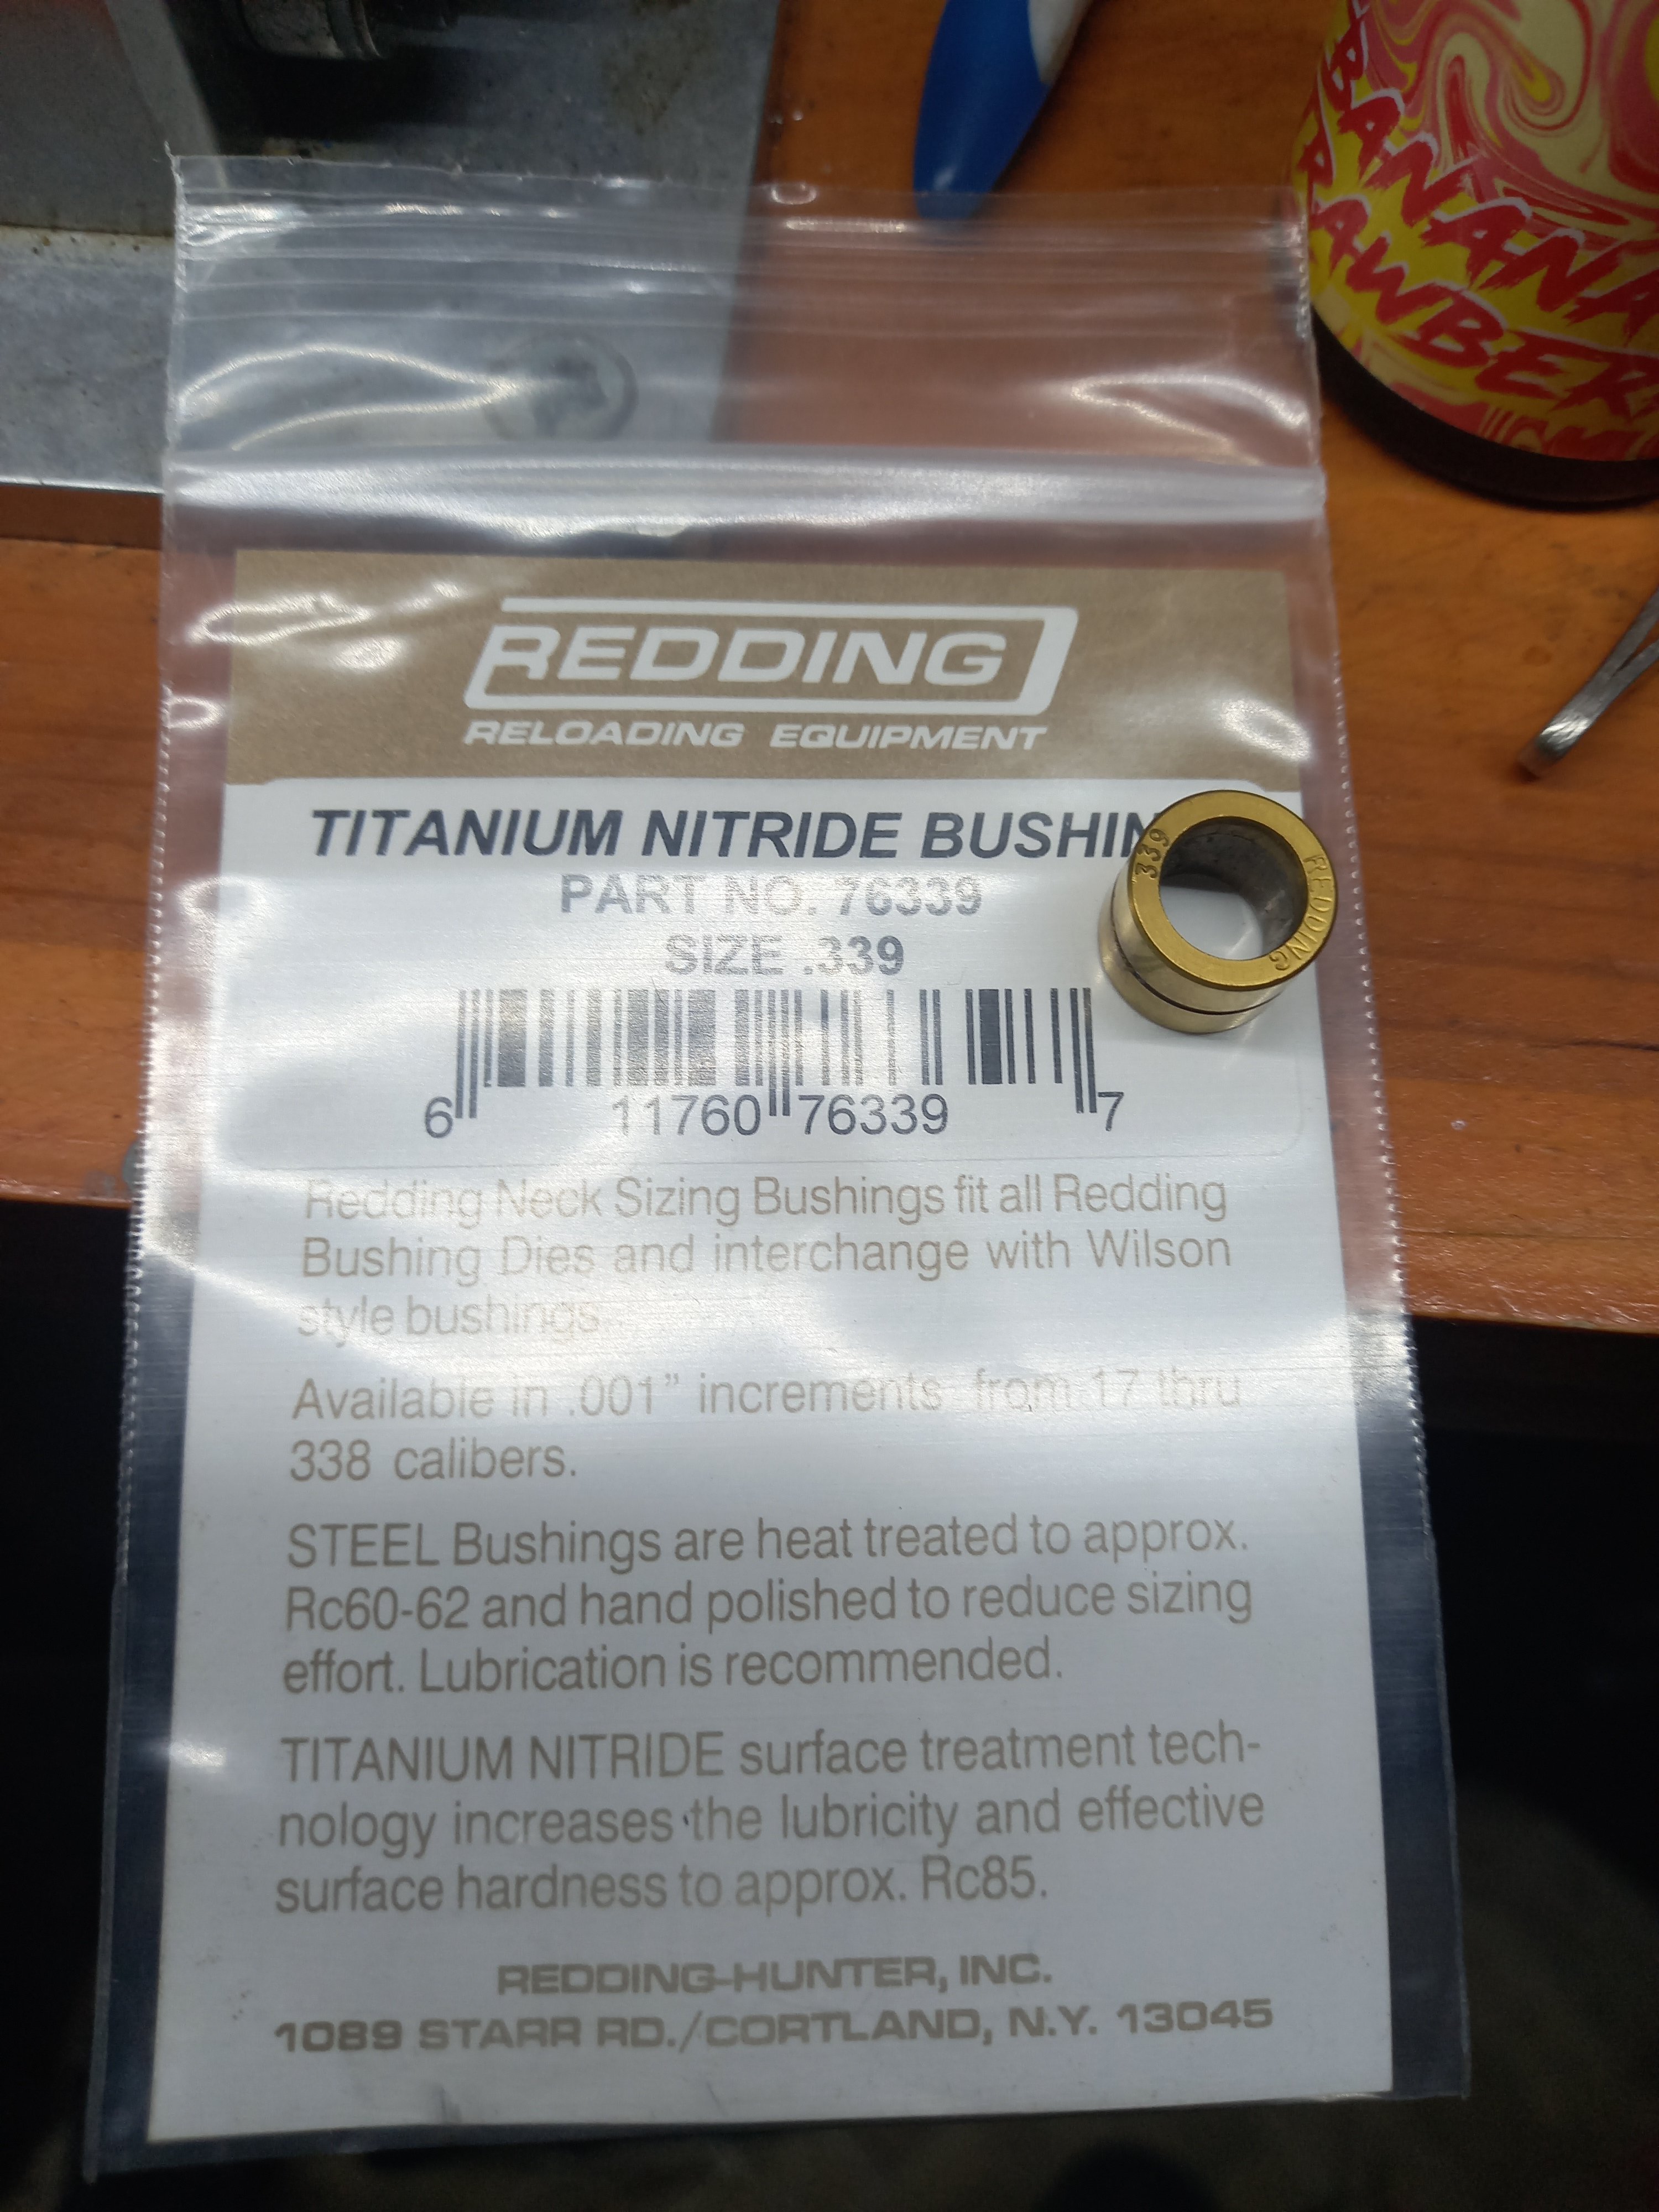 BANANA
REDDING
RELOADING EQUIPMENT
TITANIUM NITRIDE
PART NO. 76339
SIZE .339
339
REDDING
6 11760 76339 7
Redding Neck Sizing Bushings fit all Redding
Bushing Dies and interchange with Wilson
style bushings.
Available in .001” increments from 17 thru
338 calibers.
STEEL Bushings are heat treated to approx.
Rc60-62 and hand polished to reduce sizing
effort. Lubrication is recommended.
TITANIUM NITRIDE surface treatment tech-
nology increases the lubricity and effective
surface hardness to approx. Rc85.
REDDING-HUNTER, INC.
1089 STARR RD./CORTLAND, N.Y. 13045